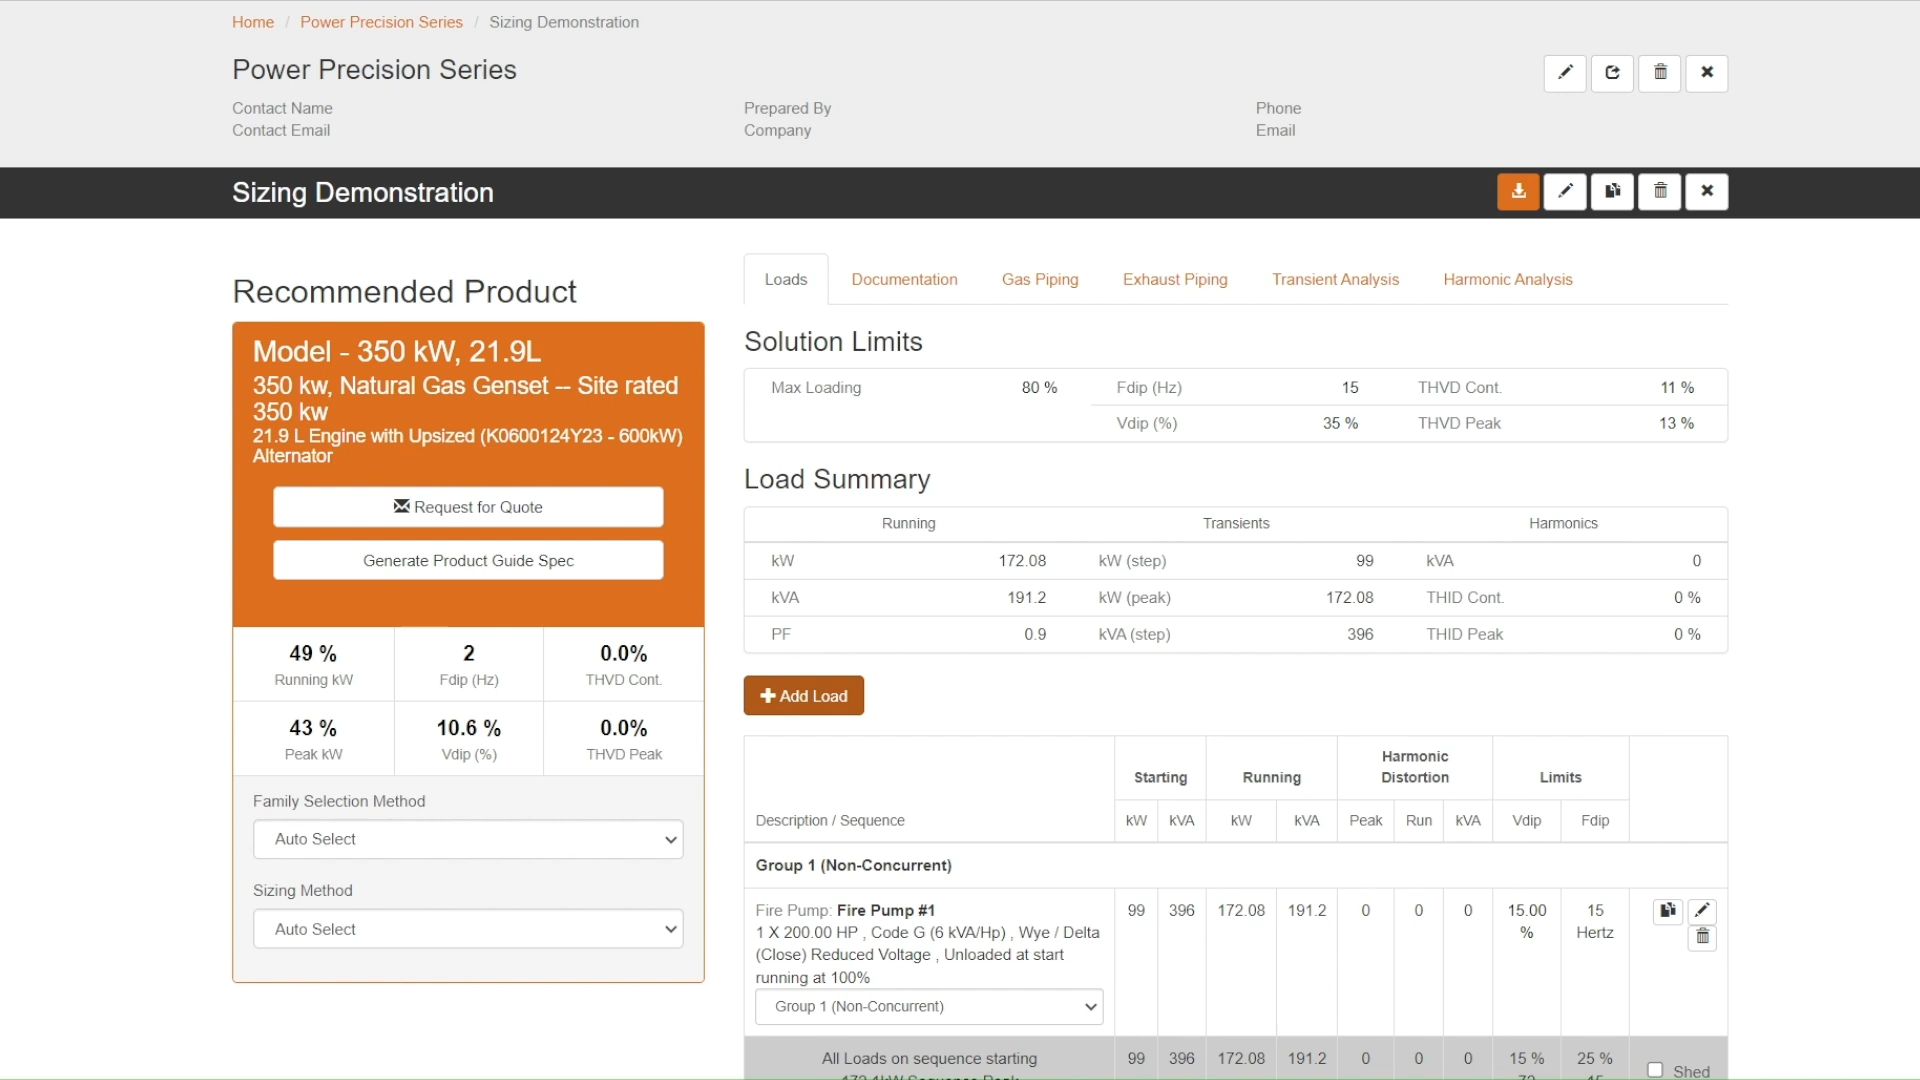 Home / Power Precision Series / Sizing Demonstration
Power Precision Series
Contact Name
Contact Email
Prepared By
Company
Phone
Email
Sizing Demonstration
Recommended Product
Model - 350 kW, 21.9L
350 kw, Natural Gas Genset -- Site rated
350 kw
21.9 L Engine with Upsized (K0600124Y23 - 600kW)
Alternator
Request for Quote
Generate Product Guide Spec
49 % 2 0.0%
Running kW Fdip (Hz) THVD Cont.
43 % 10.6 % 0.0%
Peak kW Vdip (%) THVD Peak
Family Selection Method
Auto Select
Sizing Method
Auto Select
Loads Documentation Gas Piping Exhaust Piping Transient Analysis Harmonic Analysis
Solution Limits
Max Loading 80 % Fdip (Hz) 15 THVD Cont. 11 %
Vdip (%) 35 % THVD Peak 13 %
Load Summary
Running Transients Harmonics
kW 172.08 kW (step) 99 kVA 0
kVA 191.2 kW (peak) 172.08 THID Cont. 0 %
PF 0.9 kVA (step) 396 THID Peak 0 %
Add Load
Starting Running Harmonic Distortion Limits
Description / Sequence kW kVA kW kVA Peak Run kVA Vdip Fdip
Group 1 (Non-Concurrent)
Fire Pump: Fire Pump #1 99 396 172.08 191.2 0 0 0 15.00 % 15 Hertz
1 X 200.00 HP , Code G (6 kVA/Hp) , Wye / Delta
(Close) Reduced Voltage , Unloaded at start
running at 100%
Group 1 (Non-Concurrent)
All Loads on sequence starting 99 396 172.08 191.2 0 0 0 15 % 25 %
172.1kW Sequence Peak Shed